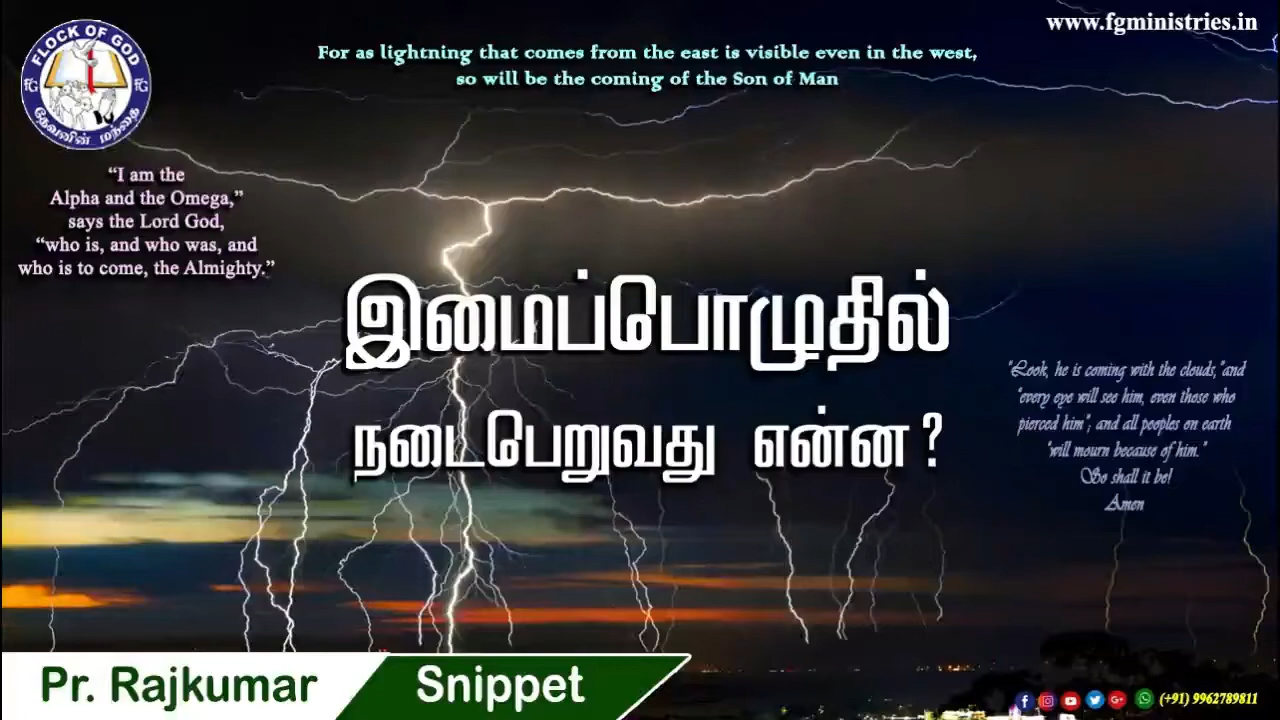 www.fgministries.in
FLOCK OF GOD
FG FG
தேவனின் மந்தை
For as lightning that comes from the east is visible even in the west,
so will be the coming of the Son of Man
“I am the
Alpha and the Omega,”
says the Lord God,
“who is, and who was, and
who is to come, the Almighty.”
இமைப்பொழுதில்
நடைபெறுவது என்ன?
"Look, he is coming with the clouds,"and
"every eye will see him, even those who
pierced him"; and all peoples on earth
"will mourn because of him."
So shall it be!
Amen
Pr. Rajkumar
Snippet
(+91) 9962789811